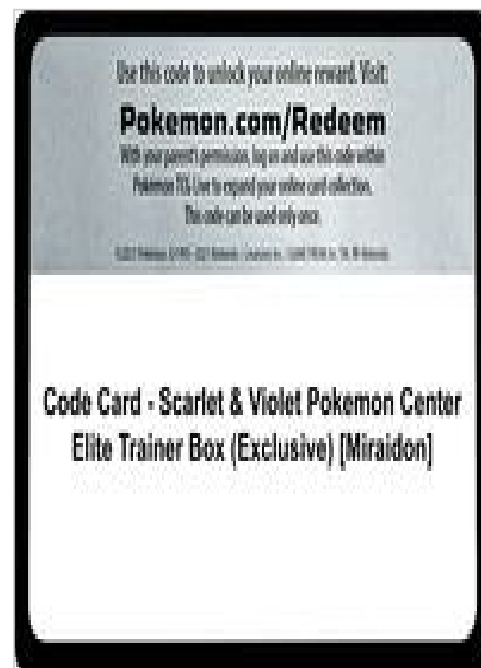 Use this code to unlock your online reward. Visit
Pokemon.com/Redeem
With your parent's permission, log on and use this code within
Pokémon TCG Live to expand your online card collection.
This code can be used only once.
Code Card - Scarlet & Violet Pokemon Center
Elite Trainer Box (Exclusive) [Miraidon]